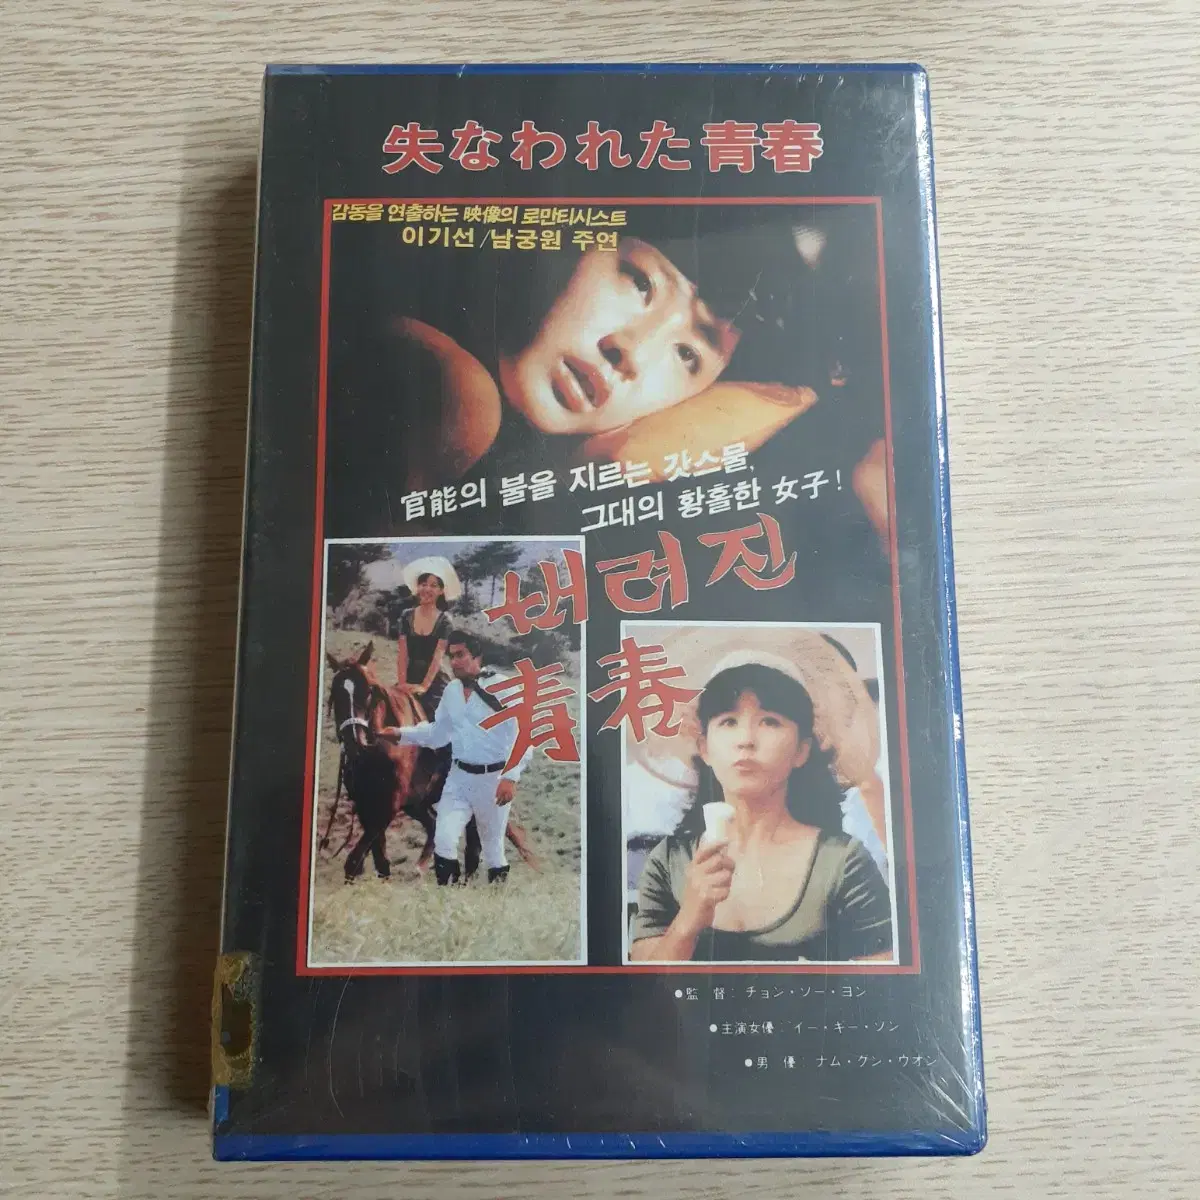 失なわれた青春
감동을 연출하는 映像의 로만티시스트
이기선/남궁원 주연
官能의 불을 지르는 갓스물,
그대의 황홀한 女子!
버려진
青春
●監 督: チョン・ソー・ヨン
●主演女優: イー・キー・ソン
●男 優: ナム・クン・ウオン